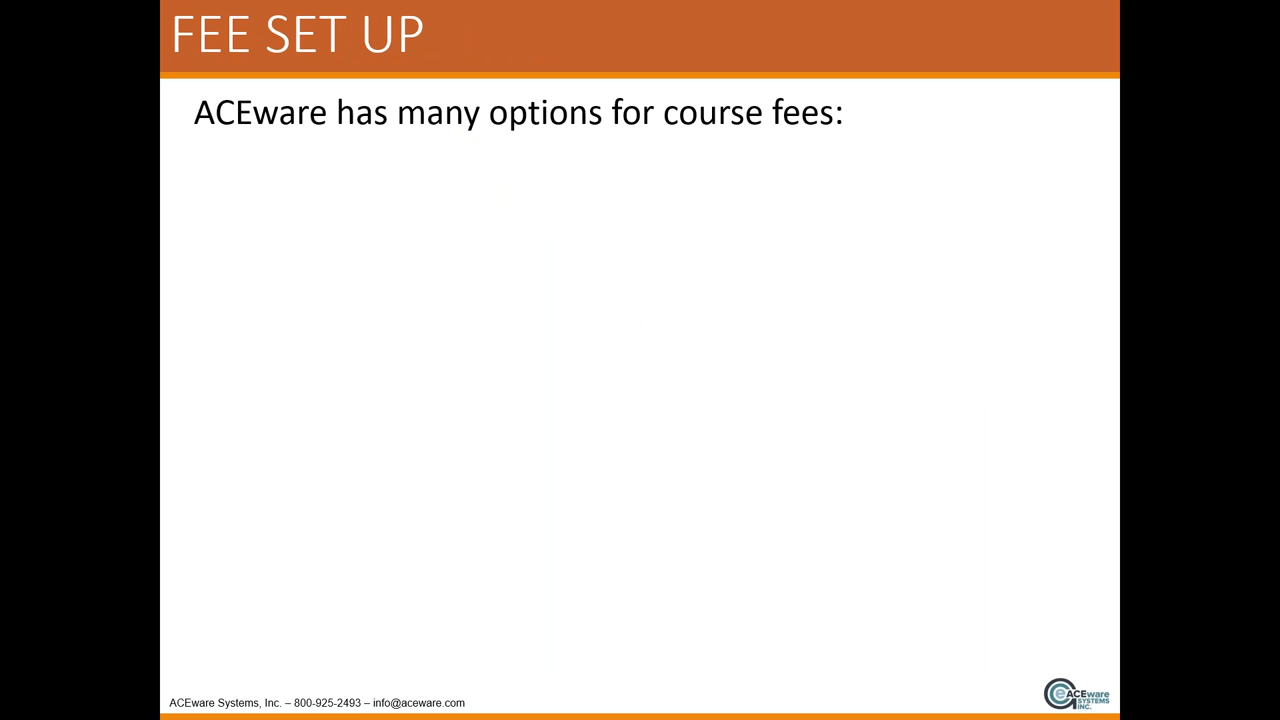 FEE SET UP
ACEware has many options for course fees:
ACEware Systems, Inc. – 800-925-2493 – info@aceware.com
eACEware
SYSTEMS
INC.